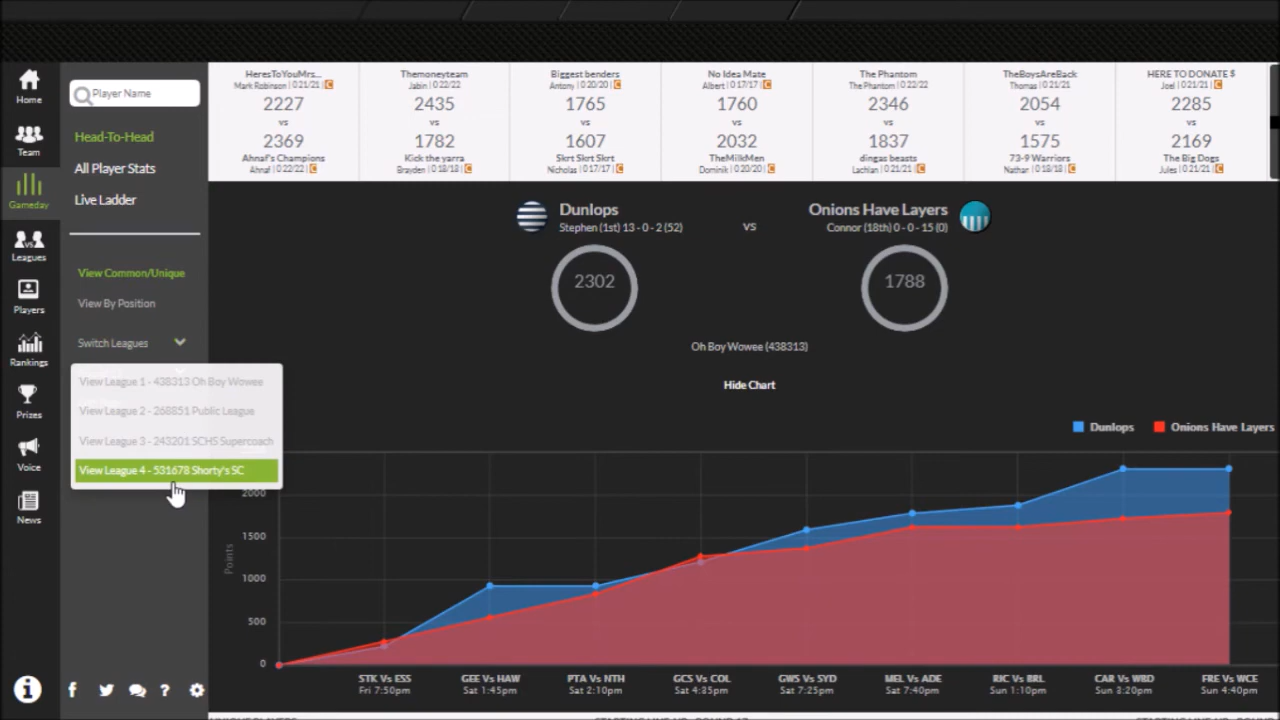 Home
Team
Gameday
Leagues
Players
Rankings
Prizes
Voice
News
Player Name
Head-To-Head
All Player Stats
Live Ladder
View Common/Unique
View By Position
Switch Leagues
View League 1 - 438313 Oh Boy Wowee
View League 2 - 268851 Public League
View League 3 - 243201 SCHS Supercoach
View League 4 - 531678 Shorty's SC
HeresToYouMrs...
Mark Robinson | 0 21/21 | C
2227
vs
2369
Ahnaf's Champions
Ahnaf | 0 22/22 | C
Themoneyteam
Jabin | 0 22/22
2435
vs
1782
Kick the yarra
Brayden | 0 18/18 | C
Biggest benders
Antony | 0 20/20 | C
1765
vs
1607
Skrt Skrt Skrt
Nicholas | 0 17/17 | C
No Idea Mate
Albert | 0 17/17 | C
1760
vs
2032
TheMilkMen
Dominik | 0 20/20 | C
The Phantom
The Phantom | 0 22/22
2346
vs
1837
dingas beasts
Lachlan | 0 21/21 | C
TheBoysAreBack
Thomas | 0 21/21
2054
vs
1575
73-9 Warriors
Nathan | 0 18/18 | C
HERE TO DONATE $
Joel | 0 21/21 | C
2285
vs
2169
The Big Dogs
Jules | 0 21/21 | C
Dunlops
Stephen (1st) 13 - 0 - 2 (52)
VS
Onions Have Layers
Connor (18th) 0 - 0 - 15 (0)
2302
1788
Oh Boy Wowee (438313)
Hide Chart
Dunlops
Onions Have Layers
Points
2000
1500
1000
500
0
STK Vs ESS
Fri 7:50pm
GEE Vs HAW
Sat 1:45pm
PTA Vs NTH
Sat 2:10pm
GCS Vs COL
Sat 4:35pm
GWS Vs SYD
Sat 7:25pm
MEL Vs ADE
Sat 7:40pm
RIC Vs BRL
Sun 1:10pm
CAR Vs WBD
Sun 3:20pm
FRE Vs WCE
Sun 4:40pm